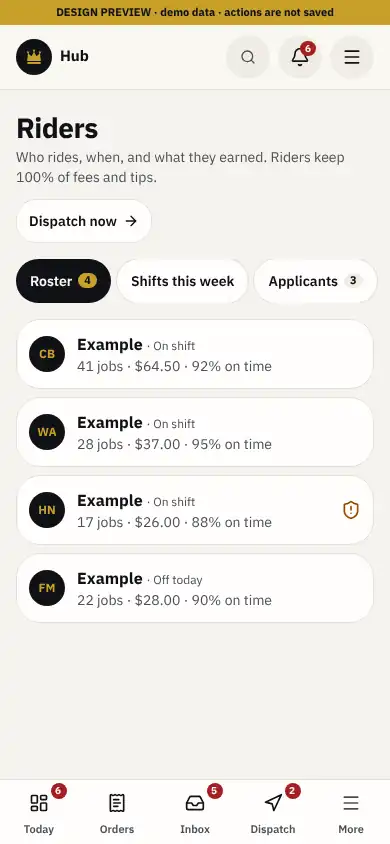 DESIGN PREVIEW · demo data · actions are not saved
Hub
6
Riders
Who rides, when, and what they earned. Riders keep
100% of fees and tips.
Dispatch now →
Roster 4
Shifts this week
Applicants 3
CB
Example · On shift
41 jobs · $64.50 · 92% on time
WA
Example · On shift
28 jobs · $37.00 · 95% on time
HN
Example · On shift
17 jobs · $26.00 · 88% on time
FM
Example · Off today
22 jobs · $28.00 · 90% on time
6
5
2
Today
Orders
Inbox
Dispatch
More